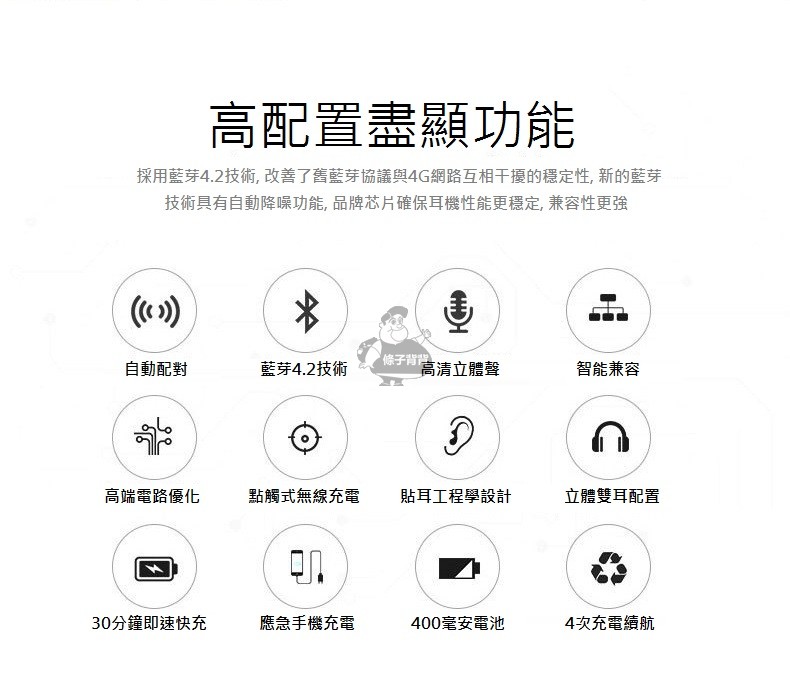 高配置盡顯功能
採用藍芽4.2技術, 改善了舊藍芽協議與4G網路互相干擾的穩定性, 新的藍芽
技術具有自動降噪功能, 品牌芯片確保耳機性能更穩定, 兼容性更強
條子背背
自動配對
藍芽4.2技術
高清立體聲
智能兼容
高端電路優化
點觸式無線充電
貼耳工程學設計
立體雙耳配置
30分鐘即速快充
應急手機充電
400毫安電池
4次充電續航